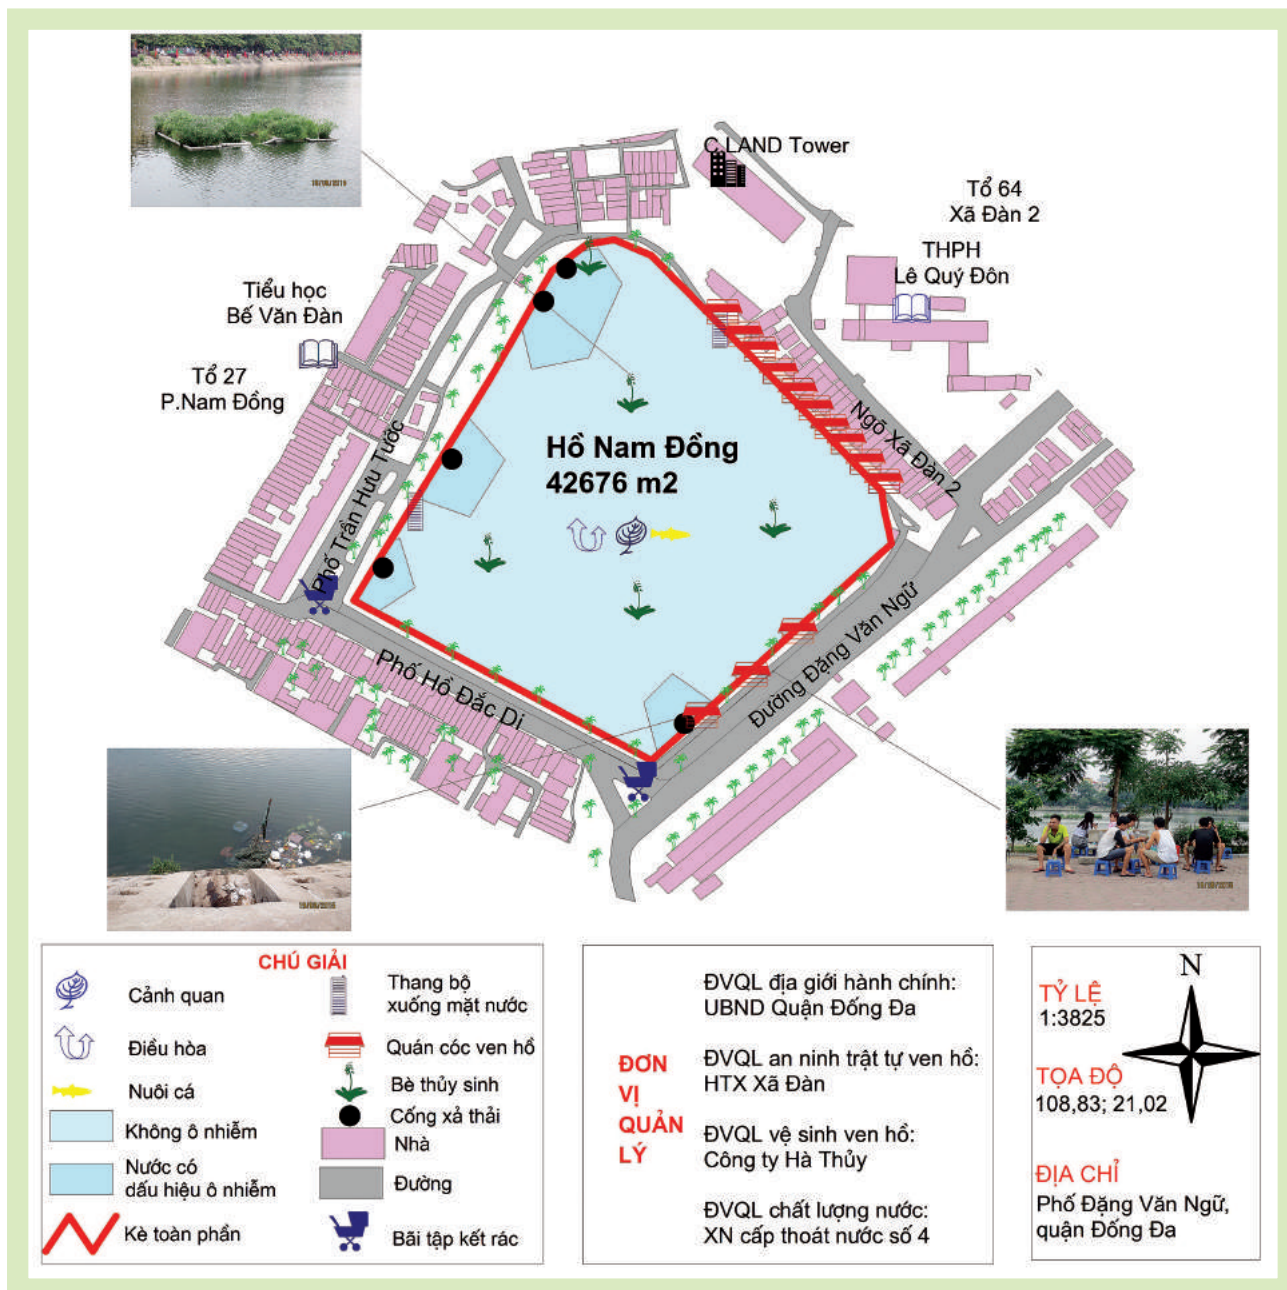 C LAND Tower
Tổ 64
Xã Đàn 2
THPH
Lê Quý Đôn
Tiểu học
Bế Văn Đàn
Tổ 27
P.Nam Đồng
Phố Trần Hưu Tước
Ngõ Xã Đàn 2
Hồ Nam Đồng
42676 m2
Phố Hồ Đắc Di
Đường Đặng Văn Ngữ
CHÚ GIẢI
Cảnh quan
Điều hòa
Nuôi cá
Không ô nhiễm
Nước có
dấu hiệu ô nhiễm
Kè toàn phần
Thang bộ
xuống mặt nước
Quán cóc ven hồ
Bè thủy sinh
Cống xả thải
Nhà
Đường
Bãi tập kết rác
ĐƠN
VỊ
QUẢN
LÝ
ĐVQL địa giới hành chính:
UBND Quận Đống Đa
ĐVQL an ninh trật tự ven hồ:
HTX Xã Đàn
ĐVQL vệ sinh ven hồ:
Công ty Hà Thủy
ĐVQL chất lượng nước:
XN cấp thoát nước số 4
N
TỶ LỆ
1:3825
TỌA ĐỘ
108,83; 21,02
ĐỊA CHỈ
Phố Đặng Văn Ngữ,
quận Đống Đa